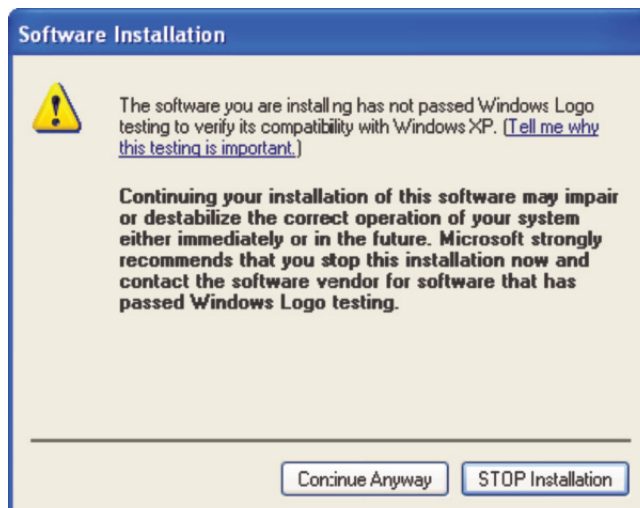 Software Installation
The software you are installing has not passed Windows Logo
testing to verify its compatibility with Windows XP. (Tell me why
this testing is important.)
Continuing your installation of this software may impair
or destabilize the correct operation of your system
either immediately or in the future. Microsoft strongly
recommends that you stop this installation now and
contact the software vendor for software that has
passed Windows Logo testing.
Continue Anyway
STOP Installation